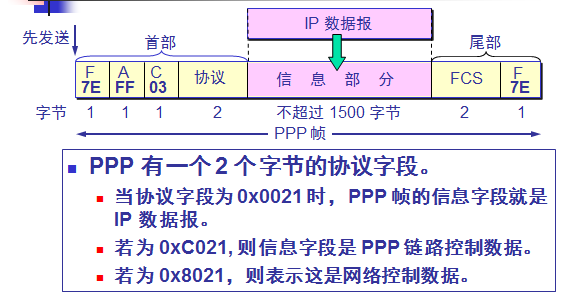 IP 数据报
先发送
首部
尾部
F A C F
7E FF 03 协议 信 息 部 分 FCS 7E
字节 1 1 1 2 不超过 1500 字节 2 1
PPP 帧
PPP 有一个 2 个字节的协议字段。
当协议字段为 0x0021 时，PPP 帧的信息字段就是
IP 数据报。
若为 0xC021, 则信息字段是 PPP 链路控制数据。
若为 0x8021，则表示这是网络控制数据。